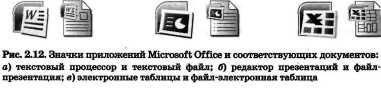 Рис. 2.12. Значки приложений Microsoft Office и соответствующих документов:
а) текстовый процессор и текстовый файл; б) редактор презентаций и файл-
презентация; в) электронные таблицы и файл-электронная таблица